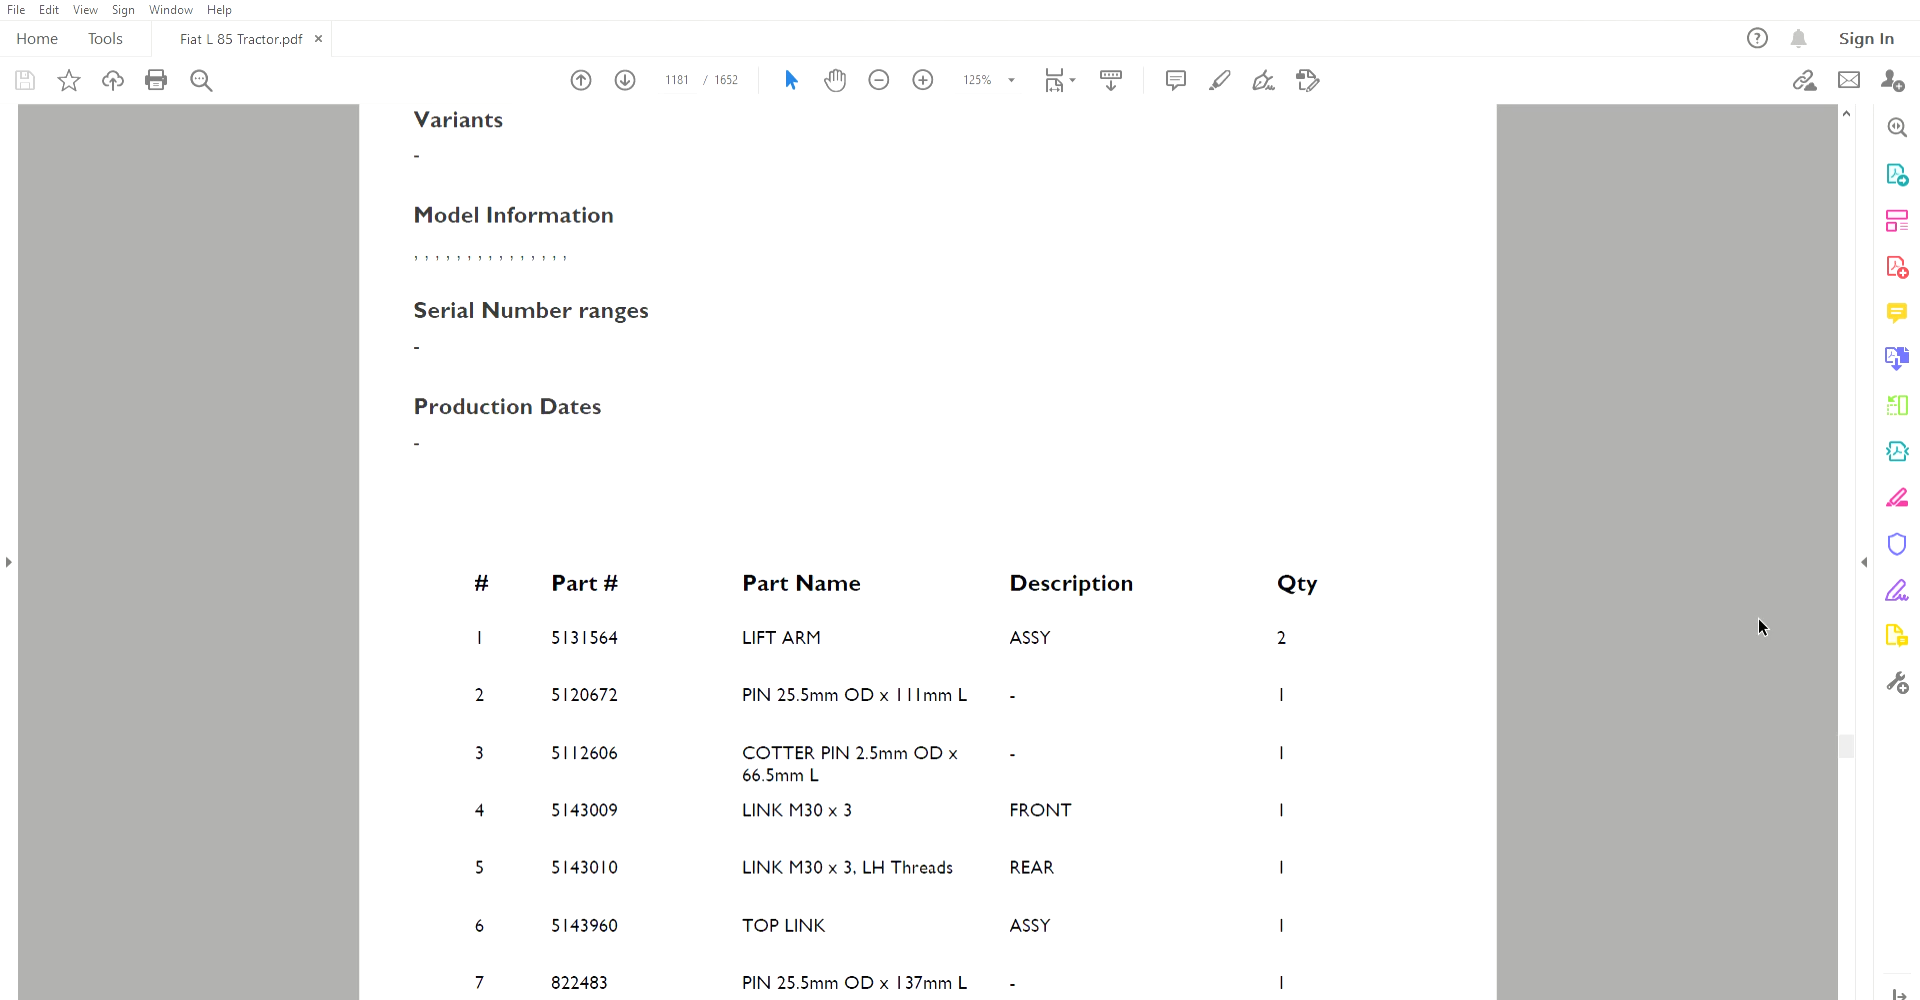 File Edit View Sign Window Help
Home Tools Fiat L 85 Tractor.pdf × ? Sign In
1181 / 1652 125%
Variants
-
Model Information
, , , , , , , , , , , , , , ,
Serial Number ranges
-
Production Dates
-
# Part # Part Name Description Qty
1 5131564 LIFT ARM ASSY 2
2 5120672 PIN 25.5mm OD x 111mm L - 1
3 5112606 COTTER PIN 2.5mm OD x - 1
66.5mm L
4 5143009 LINK M30 x 3 FRONT 1
5 5143010 LINK M30 x 3, LH Threads REAR 1
6 5143960 TOP LINK ASSY 1
7 822483 PIN 25.5mm OD x 137mm L - 1